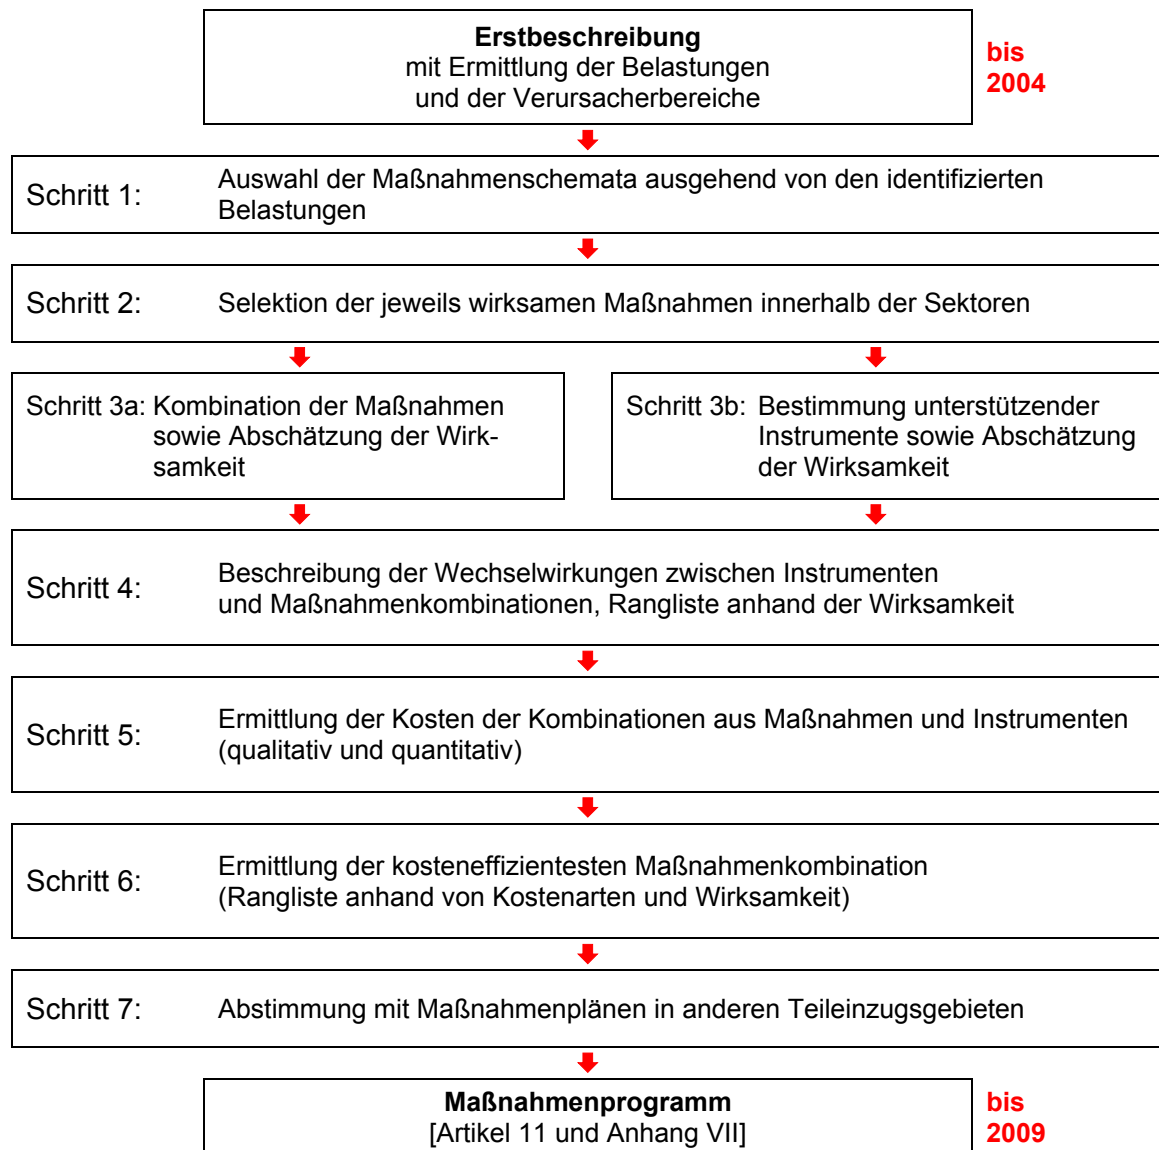 Erstbeschreibung
mit Ermittlung der Belastungen
und der Verursacherbereiche
bis
2004
Schritt 1:
Auswahl der Maßnahmenschemata ausgehend von den identifizierten
Belastungen
Schritt 2:
Selektion der jeweils wirksamen Maßnahmen innerhalb der Sektoren
Schritt 3a: Kombination der Maßnahmen
sowie Abschätzung der Wirk-
samkeit
Schritt 3b: Bestimmung unterstützender
Instrumente sowie Abschätzung
der Wirksamkeit
Schritt 4:
Beschreibung der Wechselwirkungen zwischen Instrumenten
und Maßnahmenkombinationen, Rangliste anhand der Wirksamkeit
Schritt 5:
Ermittlung der Kosten der Kombinationen aus Maßnahmen und Instrumenten
(qualitativ und quantitativ)
Schritt 6:
Ermittlung der kosteneffizientesten Maßnahmenkombination
(Rangliste anhand von Kostenarten und Wirksamkeit)
Schritt 7:
Abstimmung mit Maßnahmenplänen in anderen Teileinzugsgebieten
Maßnahmenprogramm
[Artikel 11 und Anhang VII]
bis
2009